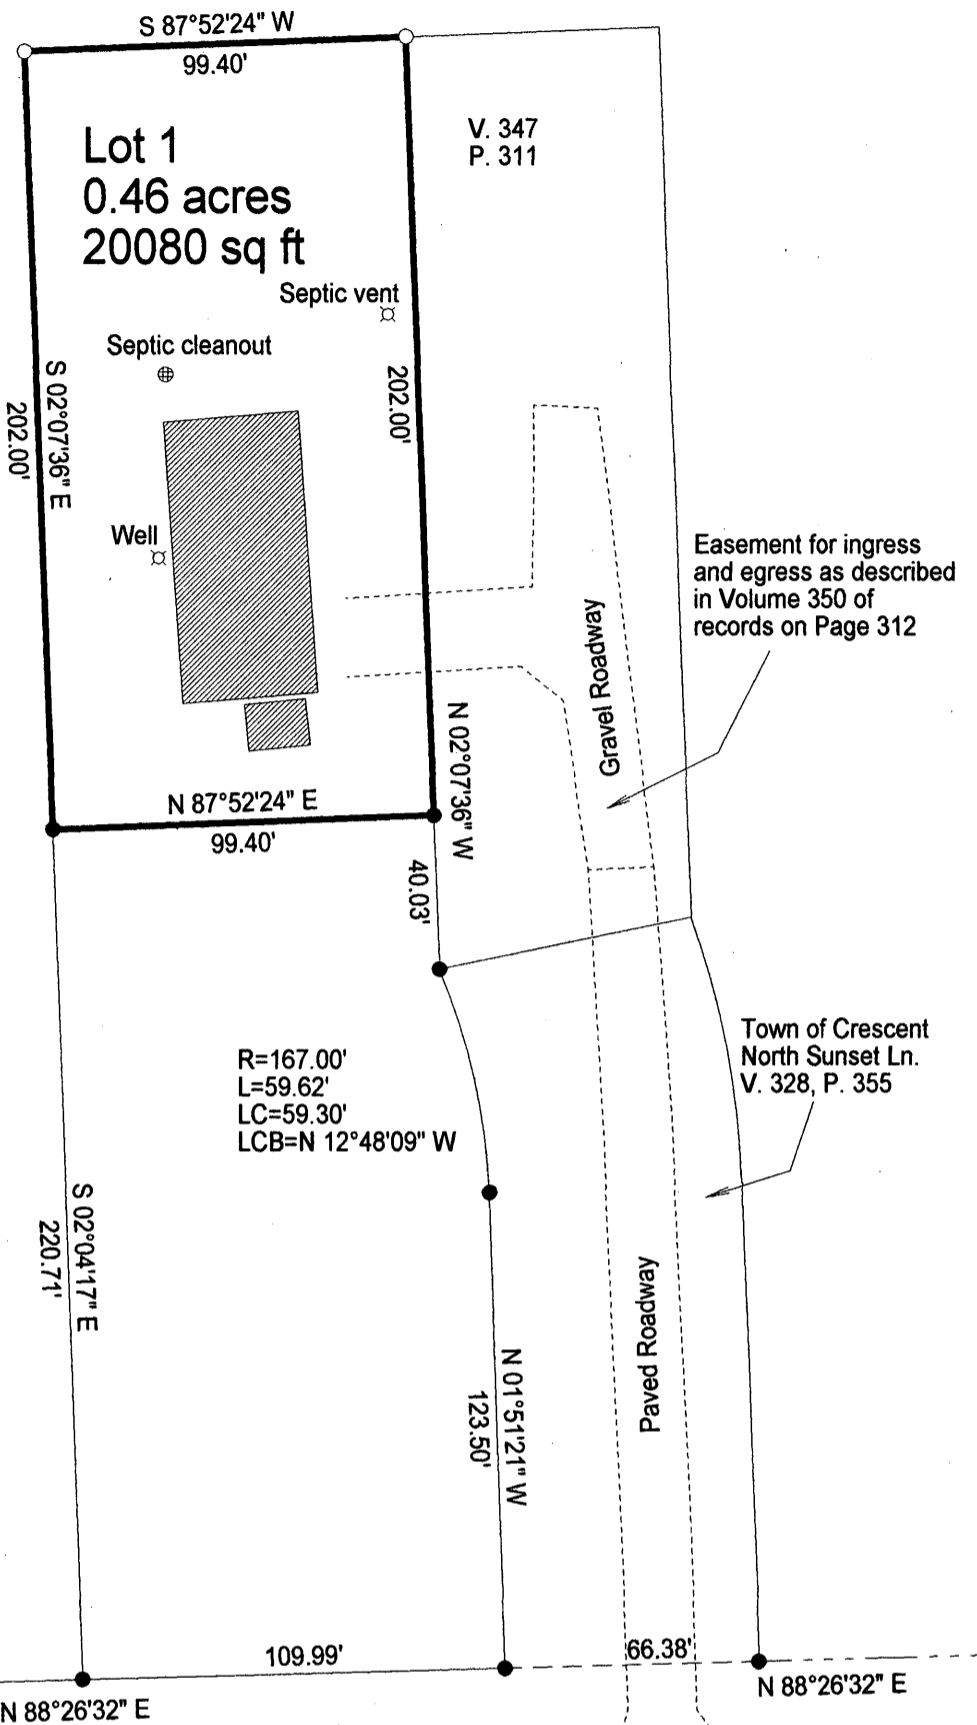 S 87°52'24" W
99.40'
V. 347
P. 311
Lot 1
0.46 acres
20080 sq ft
Septic vent
Septic cleanout
S 02°07'36" E
202.00'
202.00'
Well
Easement for ingress
and egress as described
in Volume 350 of
records on Page 312
Gravel Roadway
N 02°07'36" W
N 87°52'24" E
99.40'
40.03'
Town of Crescent
North Sunset Ln.
V. 328, P. 355
R=167.00'
L=59.62'
LC=59.30'
LCB=N 12°48'09" W
S 02°04'17" E
220.71'
Paved Roadway
N 01°51'21" W
123.50'
109.99'
66.38'
N 88°26'32" E
N 88°26'32" E